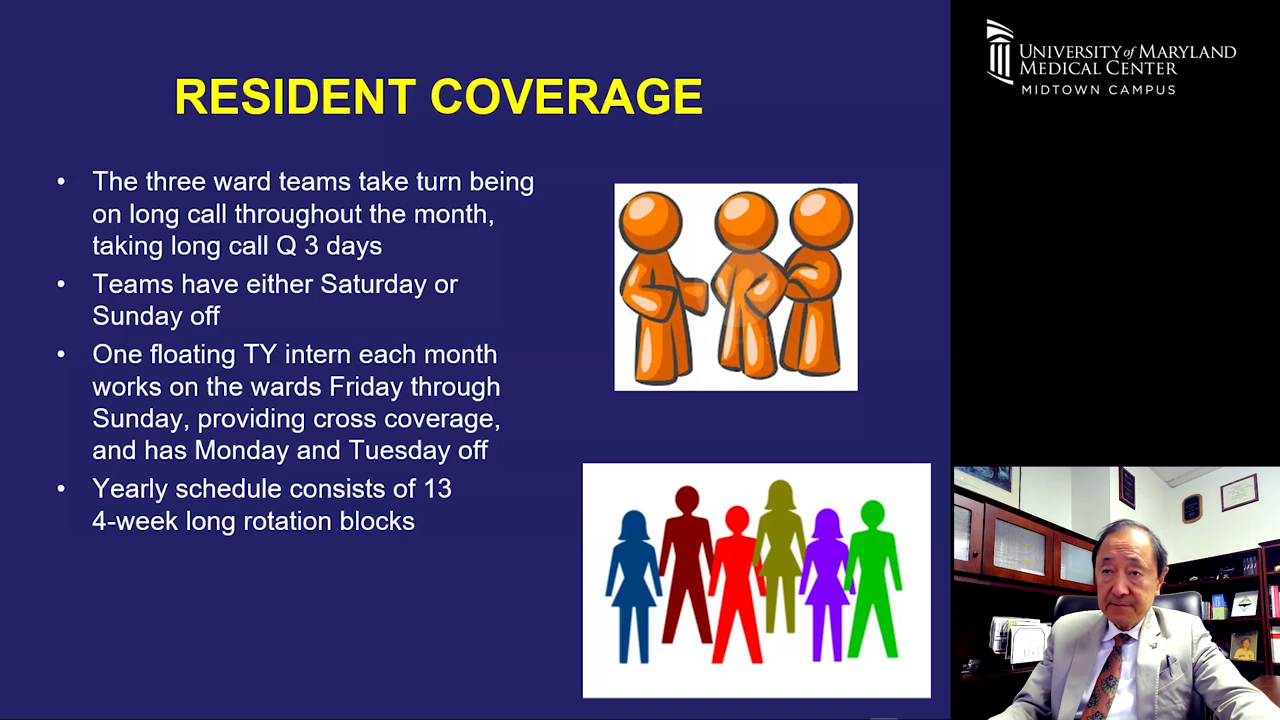 RESIDENT COVERAGE
• The three ward teams take turn being
on long call throughout the month,
taking long call Q 3 days
• Teams have either Saturday or
Sunday off
• One floating TY intern each month
works on the wards Friday through
Sunday, providing cross coverage,
and has Monday and Tuesday off
• Yearly schedule consists of 13
4-week long rotation blocks
UNIVERSITY of MARYLAND
MEDICAL CENTER
MIDTOWN CAMPUS